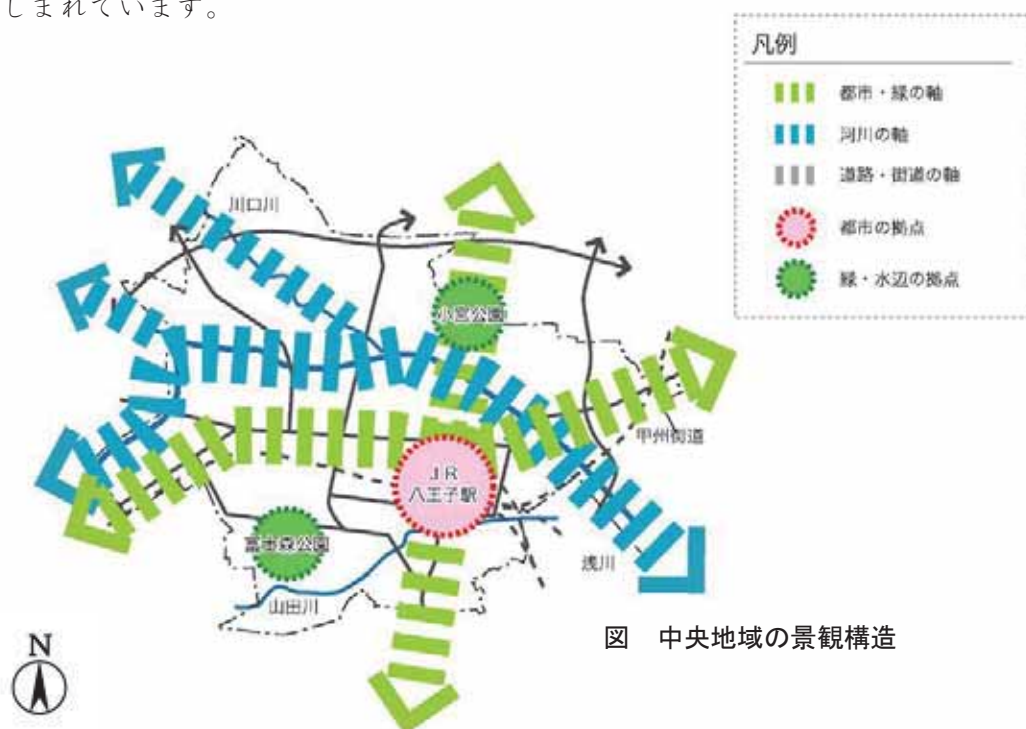 しまれています。
凡例
都市・緑の軸
河川の軸
道路・街道の軸
都市の拠点
緑・水辺の拠点
川口川
小宮公園
甲州街道
JR
八王子駅
富士森公園
浅川
山田川
図 中央地域の景観構造
N